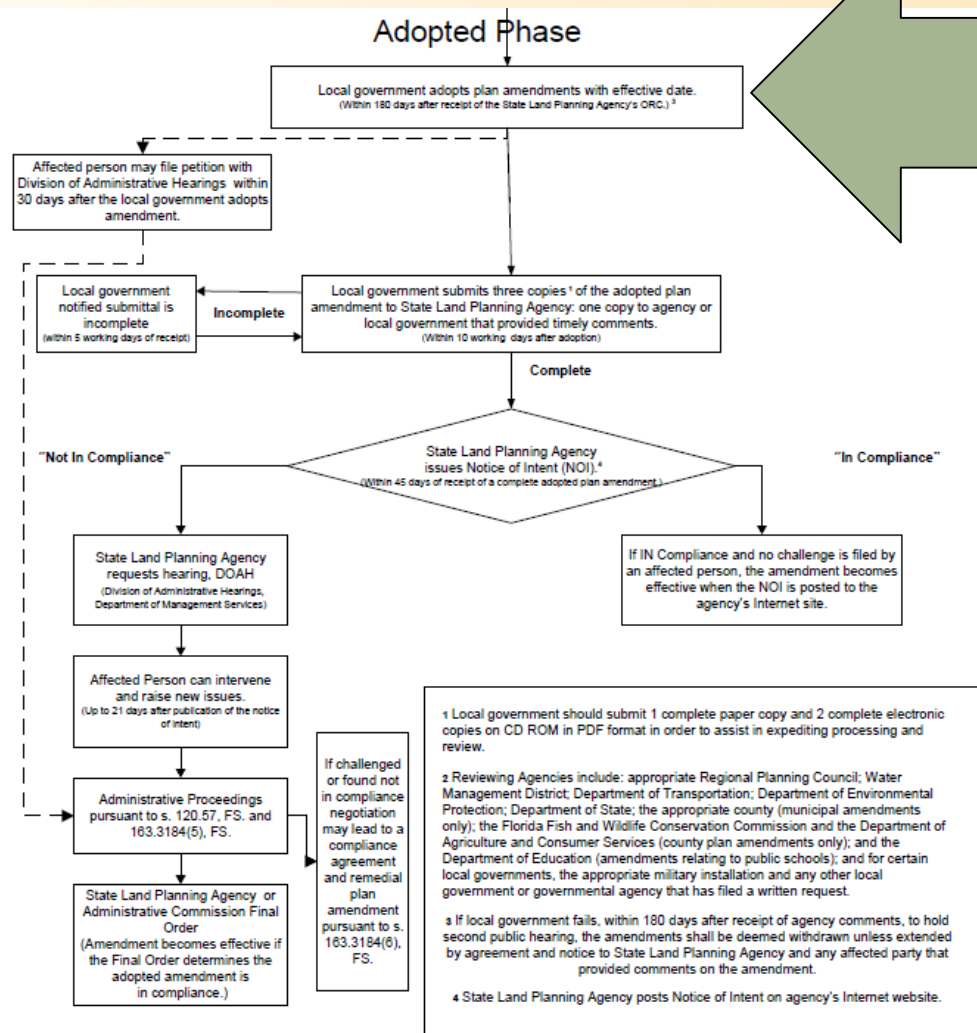 Adopted Phase
Local government adopts plan amendments with effective date.
(Within 180 days after receipt of the State Land Planning Agency's ORC.) ³
Affected person may file petition with
Division of Administrative Hearings within
30 days after the local government adopts
amendment.
Local
government
notified submittal is
incomplete
(within 5 working days of receipt)
Incomplete
Local government submits three copies ¹ of the adopted plan
amendment to State Land Planning Agency: one copy to agency or
local government that provided timely comments.
(Within 10 working days after adoption)
Complete
"Not In Compliance"
State Land Planning Agency
issues Notice of Intent (NOI).⁴
(Within 45 days of receipt of a complete adopted plan amendment.)
"In Compliance"
State Land Planning Agency
requests hearing, DOAH
(Division of Administrative Hearings,
Department of Management Services)
If IN Compliance and no challenge is filed by
an affected person, the amendment becomes
effective when the NOI is posted to the
agency's Internet site.
Affected Person can intervene
and raise new issues.
(Up to 21 days after publication of the notice
of intent)
Administrative Proceedings
pursuant to s. 120.57, FS. and
163.3184(5), FS.
State Land Planning Agency or
Administrative Commission Final
Order
(Amendment becomes effective if
the Final Order determines the
adopted amendment is
in compliance.)
If challenged
or found not
in compliance
negotiation
may lead to a
compliance
agreement
and remedial
plan
amendment
pursuant to s.
163.3184(6),
FS.
1 Local government should submit 1 complete paper copy and 2 complete electronic
copies on CD ROM in PDF format in order to assist in expediting processing and
review.
2 Reviewing Agencies include: appropriate Regional Planning Council; Water
Management District; Department of Transportation; Department of Environmental
Protection; Department of State; the appropriate county (municipal amendments
only); the Florida Fish and Wildlife Conservation Commission and the Department of
Agriculture and Consumer Services (county plan amendments only); and the
Department of Education (amendments relating to public schools); and for certain
local governments, the appropriate military installation and any other local
government or governmental agency that has filed a written request.
3 If local government fails, within 180 days after receipt of agency comments, to hold
second public hearing, the amendments shall be deemed withdrawn unless extended
by agreement and notice to State Land Planning Agency and any affected party that
provided comments on the amendment.
4 State Land Planning Agency posts Notice of Intent on agency's Internet website.